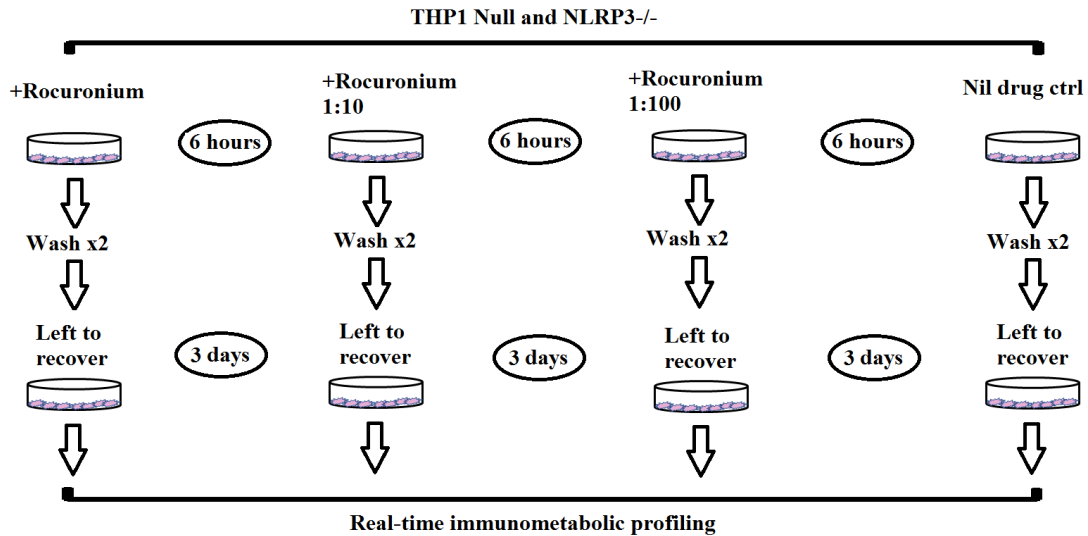 THP1 Null and NLRP3-/-
+Rocuronium
+Rocuronium
1:10
+Rocuronium
1:100
Nil drug ctrl
6 hours
6 hours
6 hours
Wash x2
Wash x2
Wash x2
Wash x2
Left to
recover
Left to
recover
Left to
recover
Left to
recover
3 days
3 days
3 days
Real-time immunometabolic profiling